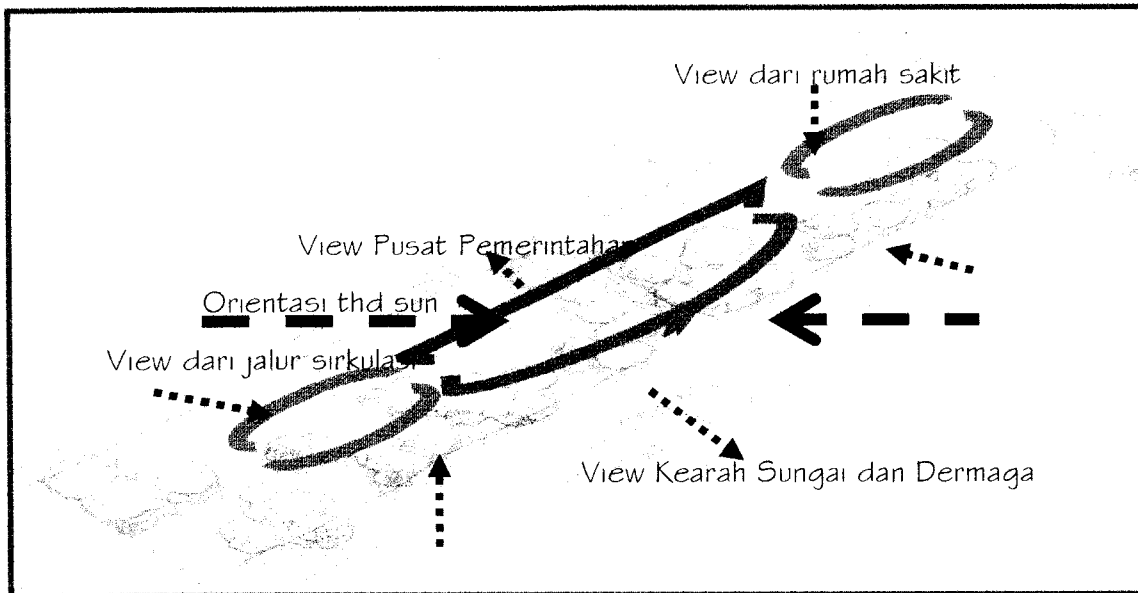 View dari rumah sakit
View Pusat Pemerintahan
Orientasi thd sun
View dari jalur sirkulasi
View Kearah Sungai dan Dermaga